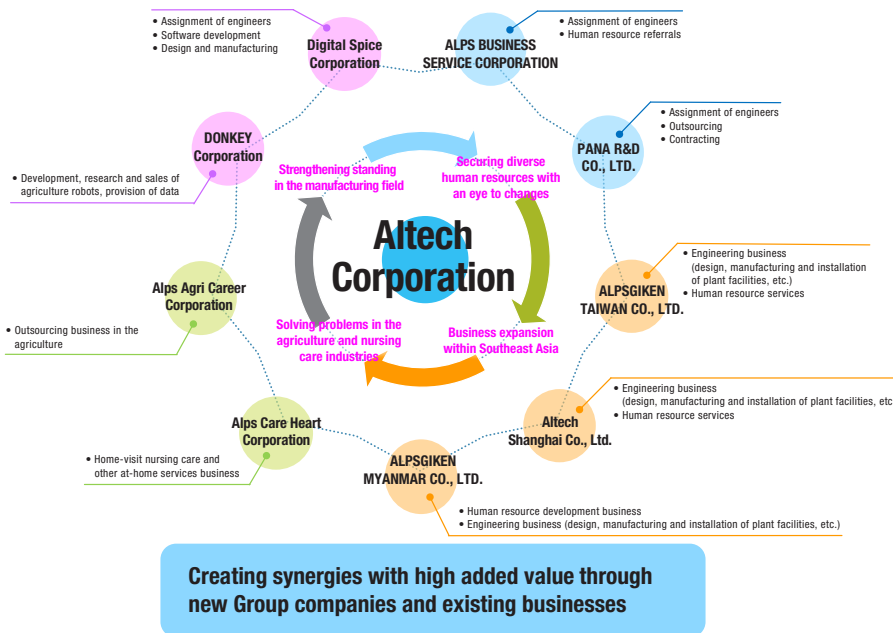 • Assignment of engineers
• Software development
• Design and manufacturing
Digital Spice
Corporation
• Assignment of engineers
• Human resource referrals
ALPS BUSINESS
SERVICE CORPORATION
• Assignment of engineers
• Outsourcing
• Contracting
PANA R&D
CO., LTD.
DONKEY
Corporation
• Development, research and sales of
agriculture robots, provision of data
Strengthening standing
in the manufacturing field
Securing diverse
human resources with
an eye to changes
Altech
Corporation
• Engineering business
(design, manufacturing and installation
of plant facilities, etc.)
• Human resource services
ALPSGIKEN
TAIWAN CO., LTD.
Alps Agri Career
Corporation
• Outsourcing business in the
agriculture
Solving problems in the
agriculture and nursing
care industries
Business expansion
within Southeast Asia
• Engineering business
(design, manufacturing and installation of plant facilities, etc
• Human resource services
Altech
Shanghai Co., Ltd.
Alps Care Heart
Corporation
• Home-visit nursing care and
other at-home services business
ALPSGIKEN
MYANMAR CO., LTD.
• Human resource development business
• Engineering business (design, manufacturing and installation of plant facilities, etc.)
Creating synergies with high added value through
new Group companies and existing businesses